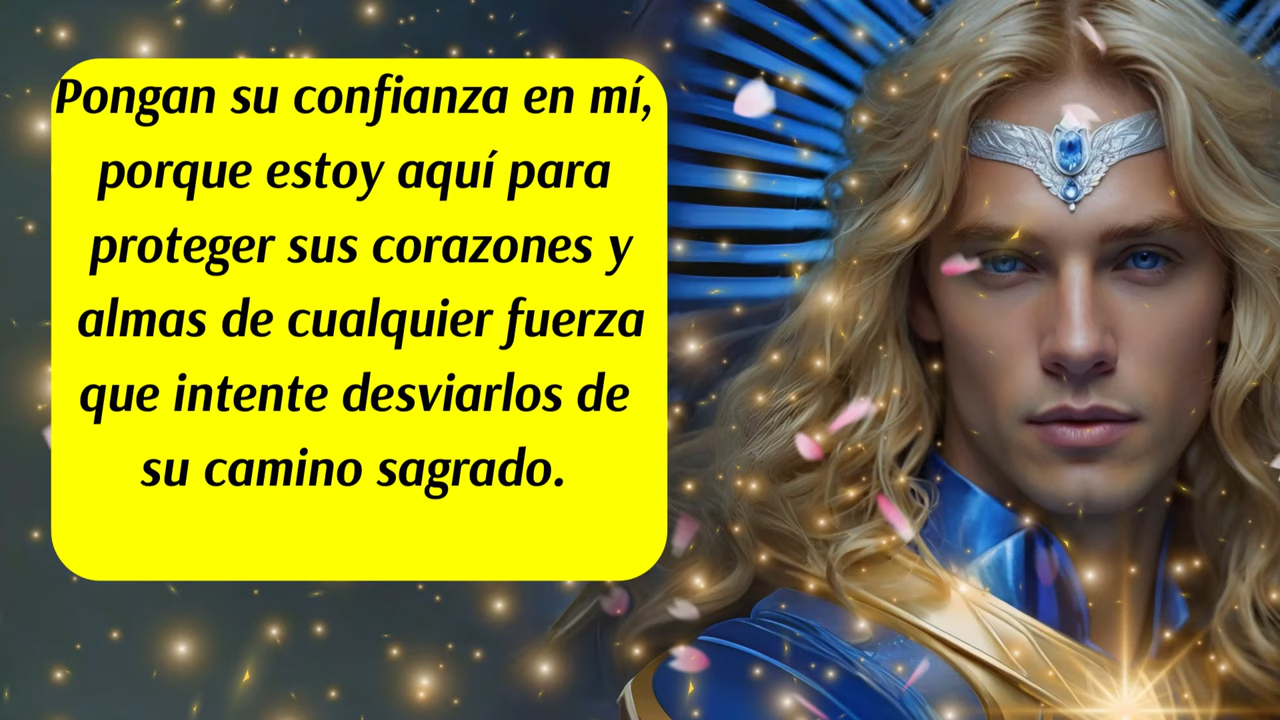 Pongan su confianza en mí,
porque estoy aquí para
proteger sus corazones y
almas de cualquier fuerza
que intente desviarlos de
su camino sagrado.